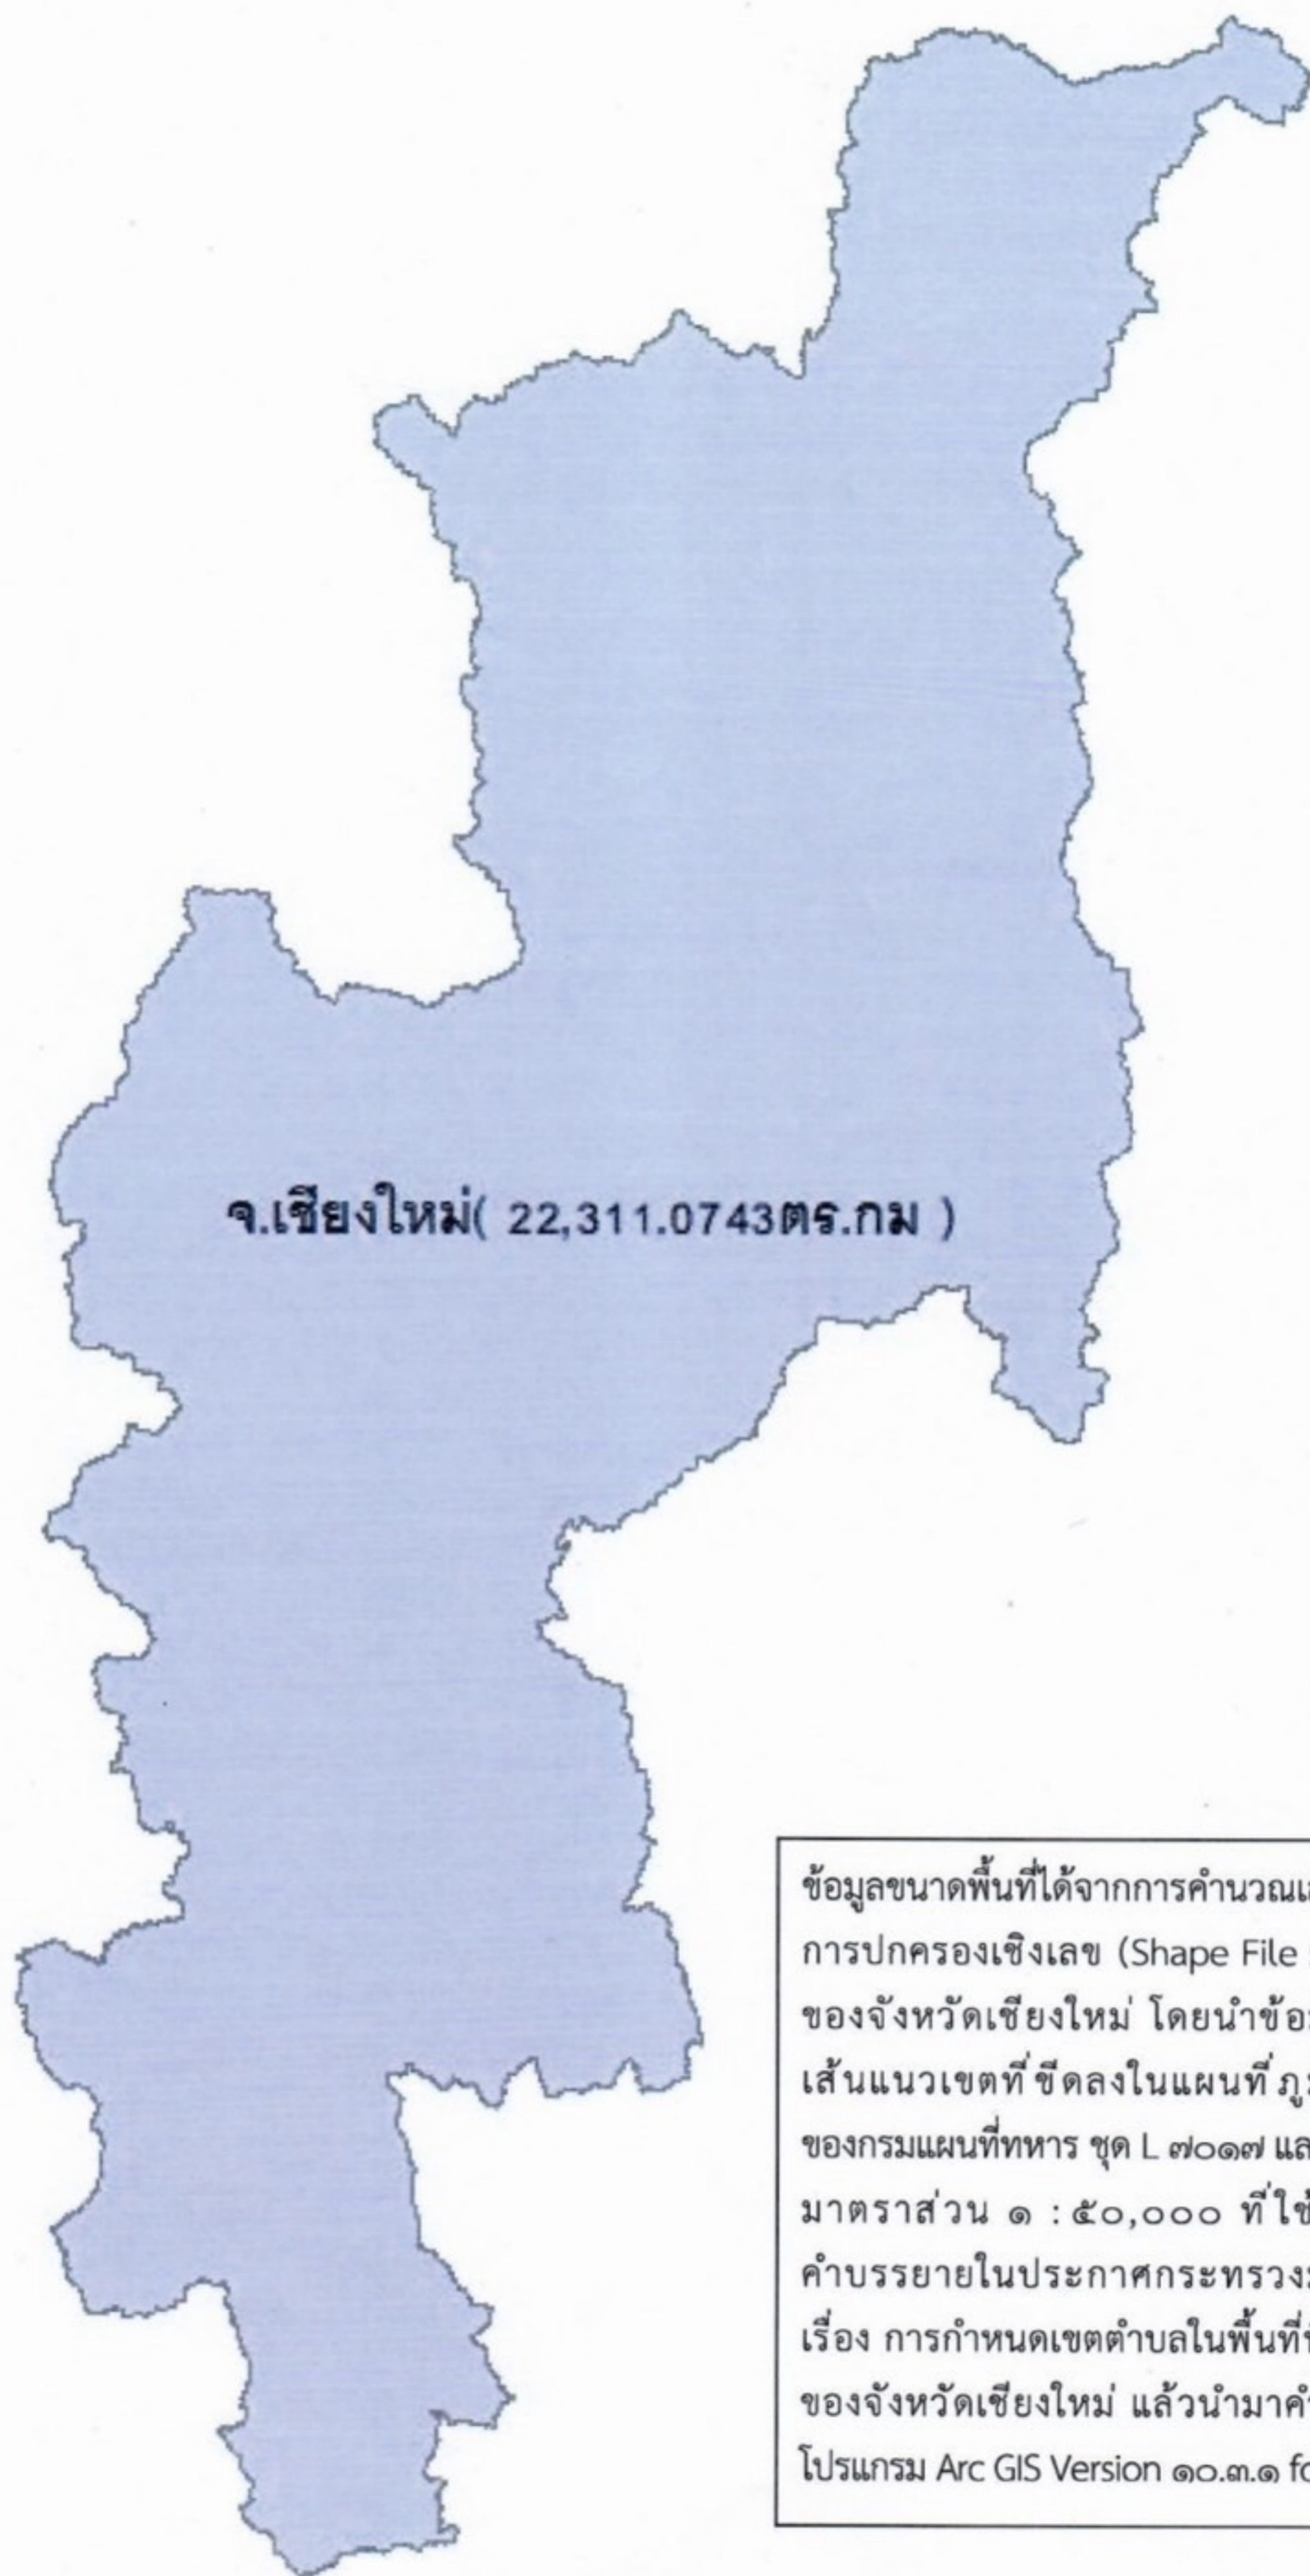 จ.เชียงใหม่( 22,311.0743ตร.กม )
ข้อมูลขนาดพื้นที่ได้จากการคำนวณ
การปกครองเชิงเลข (Shape File
ของจังหวัดเชียงใหม่ โดยนำ
เส้นแนวเขตที่ขีดลงในแผนที่
ของกรมแผนที่ทหาร ชุด L ๗๐๑๗
มาตราส่วน ๑ : ๕๐,๐๐๐ ที่
คำบรรยายในประกาศกระทรวง
เรื่อง การกำหนดเขตตำบลในพื้นที่
ของจังหวัดเชียงใหม่ แล้วนำมา
โปรแกรม Arc GIS Version ๑๐.๓.๑